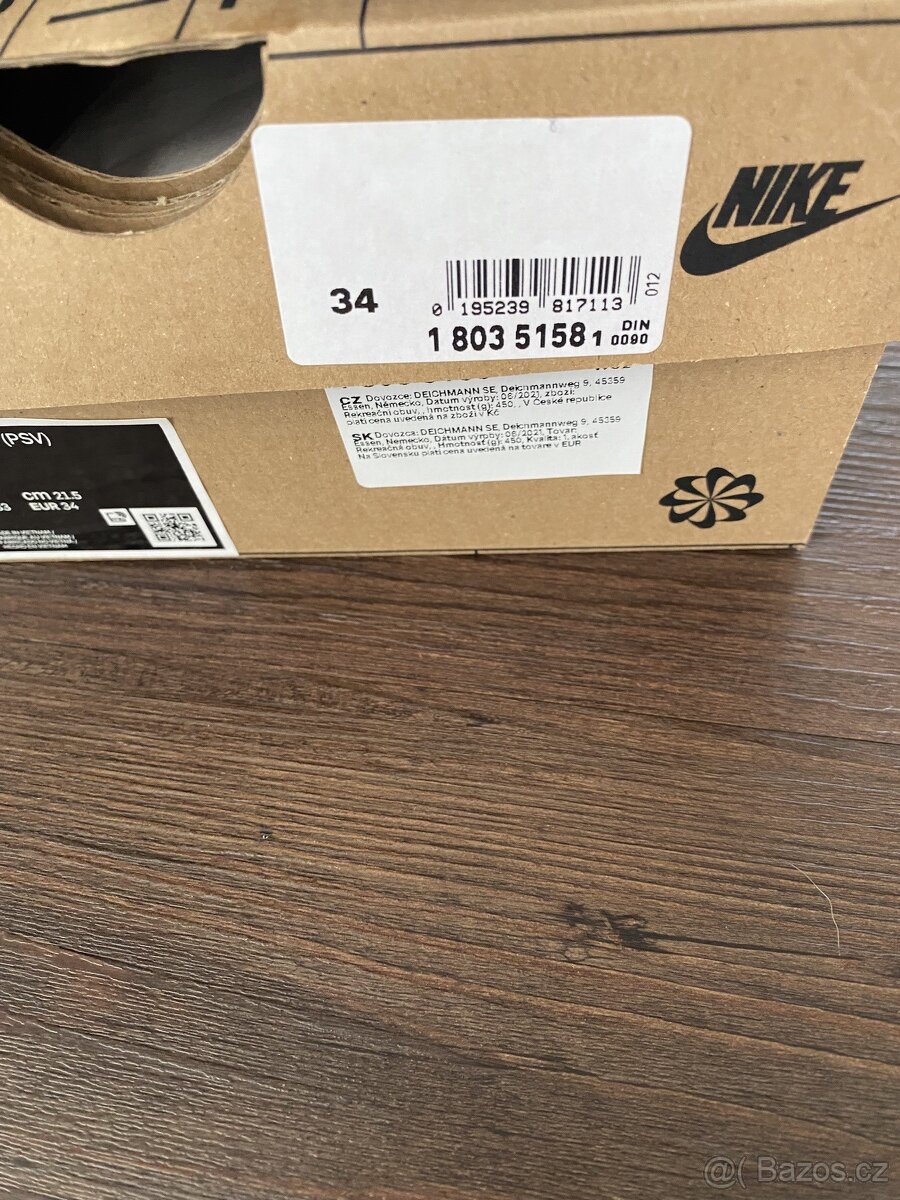 NIKE
34
0 195239 817113
012
1 803 5158 1 DIN 0090
CZ Dovozce: DEICHMANN SE, Deichmannweg 9, 45359
Essen, Německo, Datum výroby: 06/2021, zboží:
Rekreační obuv, , hmotnost(g): 450, , V České republice
platí cena uvedená na zboží v Kč
SK Dovozca: DEICHMANN SE, Deichmannweg 9, 45359
Essen, Nemecko, Dátum výroby: 06/2021, Tovar:
Rekreačná obuv, , Hmotnosť(g): 450, Kvalita: 1. akosť
Na Slovensku platí cena uvedená na tovare v EUR
(PSV)
cm 21.5
EUR 34
@( Bazos.cz